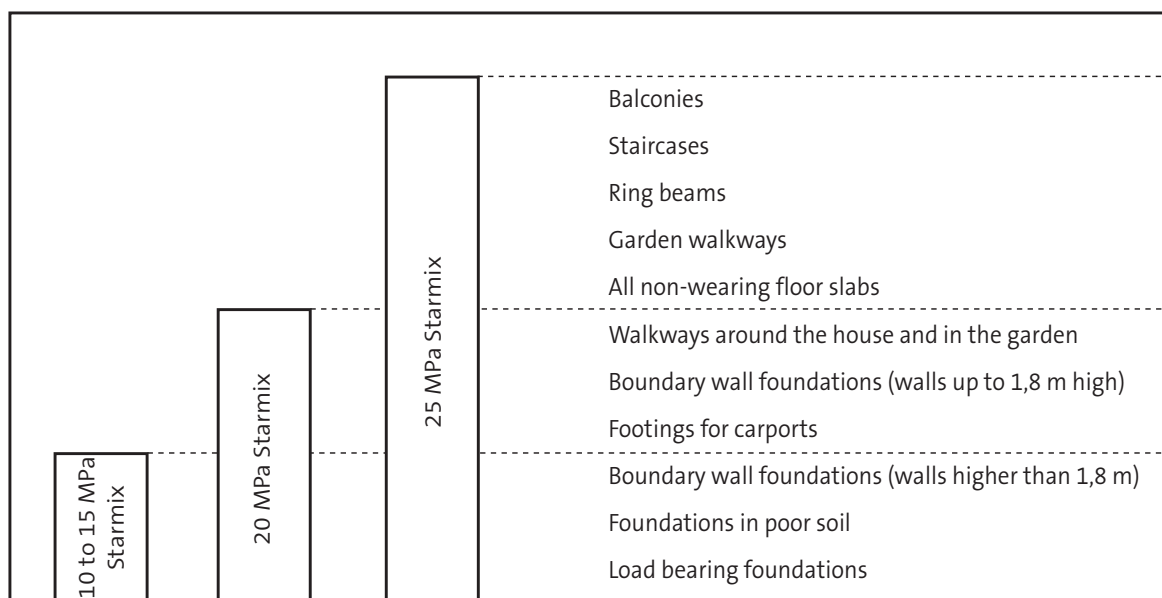 Balconies
Staircases
Ring beams
Garden walkways
All non-wearing floor slabs
Walkways around the house and in the garden
Boundary wall foundations (walls up to 1,8 m high)
Footings for carports
Boundary wall foundations (walls higher than 1,8 m)
Foundations in poor soil
Load bearing foundations
10 to 15 MPa
Starmix
20 MPa Starmix
25 MPa Starmix